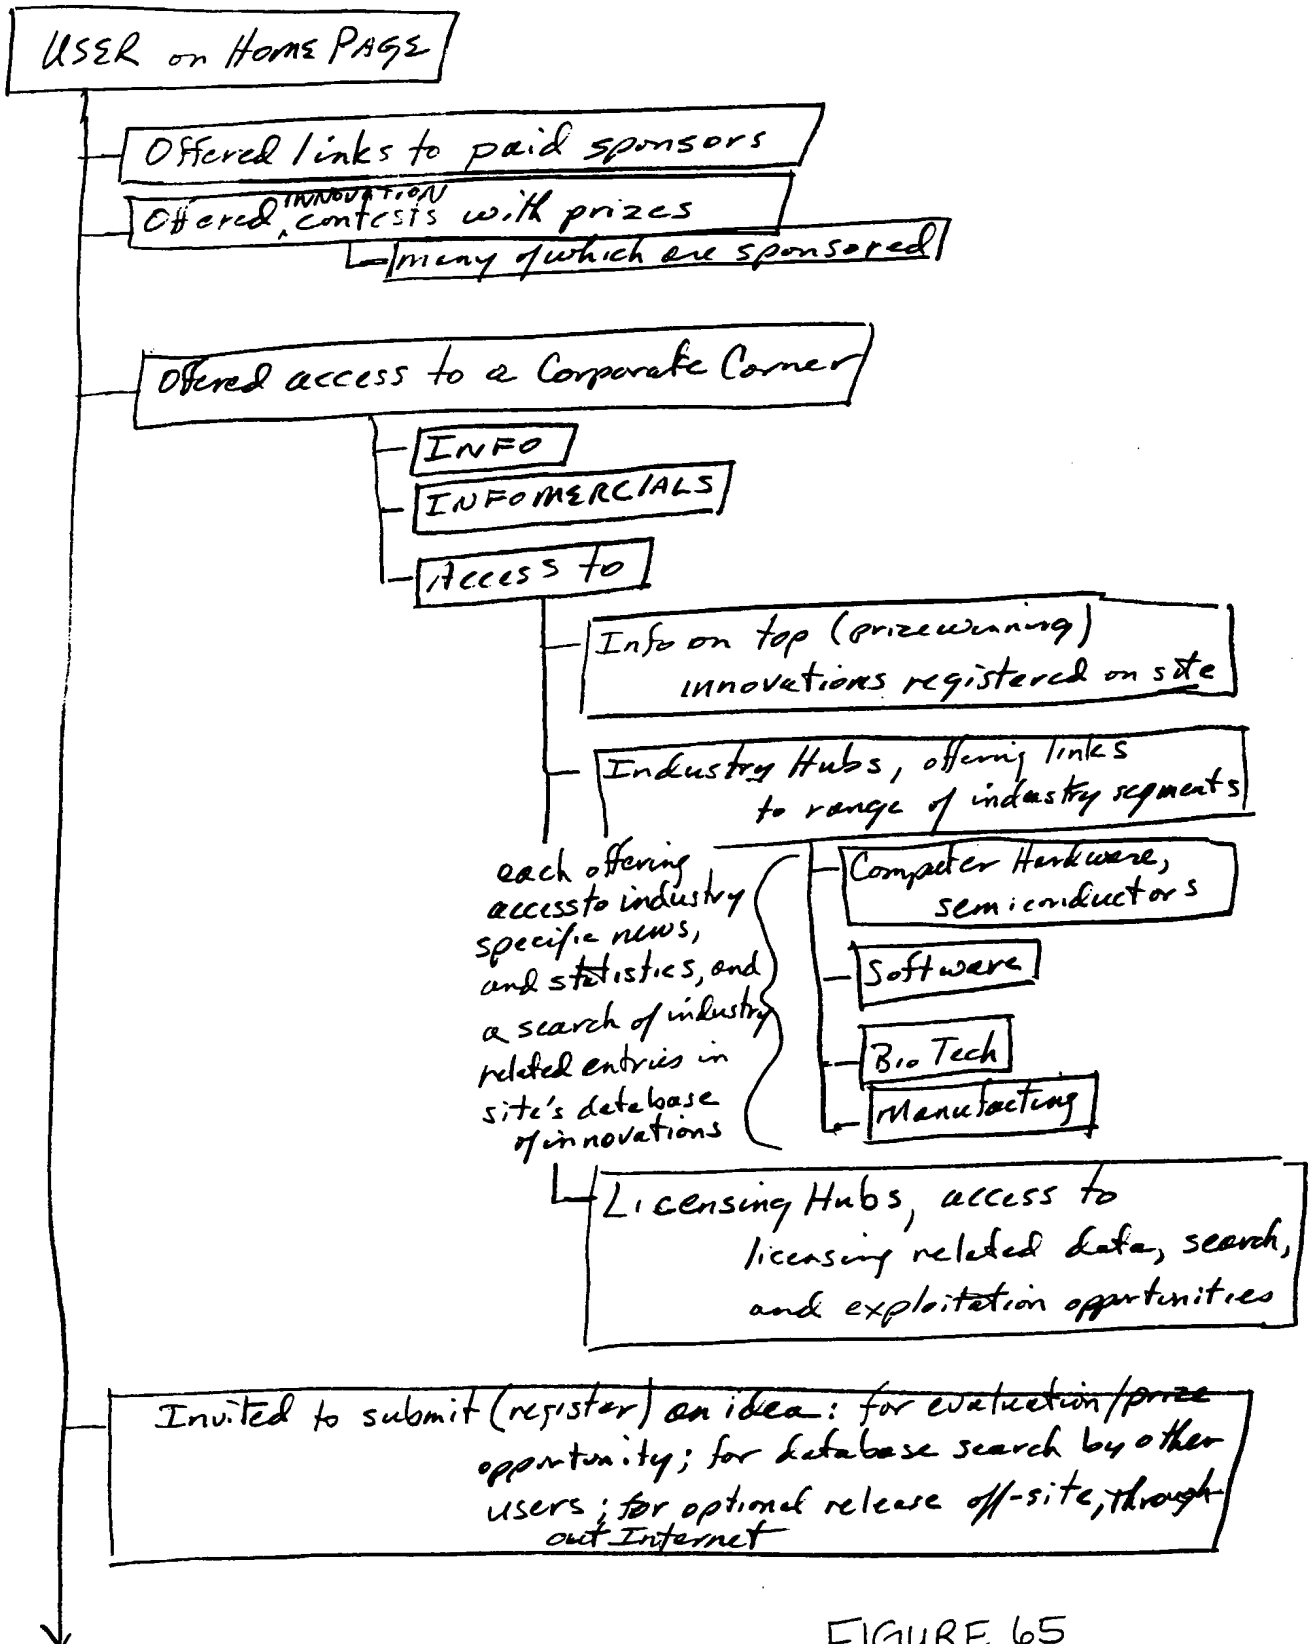 USER on HOME PAGE
Offered links to paid sponsors
INNOVATION
Offered ^ contests with prizes
many of which are sponsored
Offered access to a Corporate Corner
INFO
INFOMERCIALS
Access to
Info on top (prizewinning)
innovations registered on site
Industry Hubs, offering links
to range of industry segments
each offering
access to industry
specific news,
and statistics, and
a search of industry
related entries in
site's database
of innovations
Computer Hardware,
semiconductors
Software
BioTech
Manufacting
Licensing Hubs, access to
licensing related data, search,
and exploitation opportunities
Invited to submit (register) an idea: for evaluation/prize
opportunity; for database search by other
users; for optional release off-site, through-
out Internet
FIGURE 65